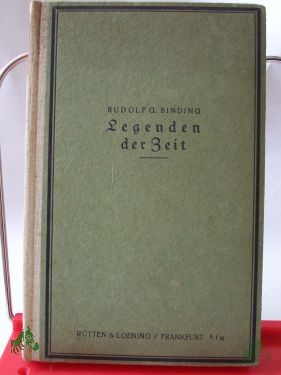 RUDOLF G. BINDING
Legenden
der Zeit
RÜTTEN & LOENING / FRANKFURT A/M